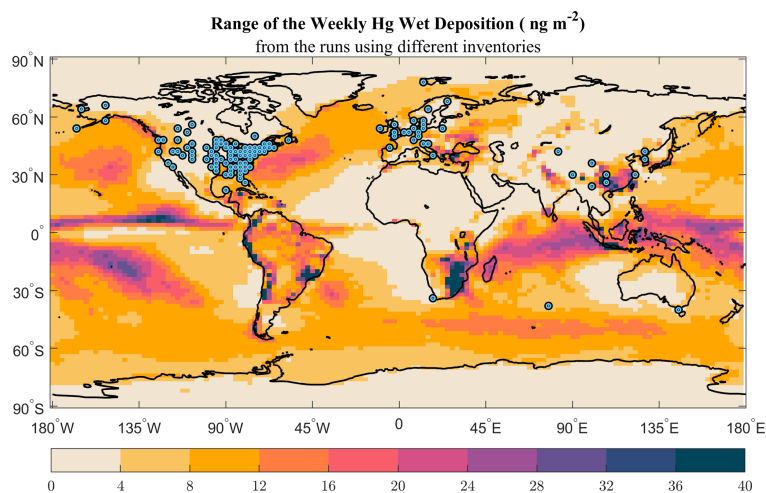 Range of the Weekly Hg Wet Deposition ( ng m⁻²)
from the runs using different inventories
90°N
60°N
30°N
0°
30°S
60°S
90°S
180°W 135°W 90°W 45°W 0 45°E 90°E 135°E 180°E
0 4 8 12 16 20 24 28 32 36 40